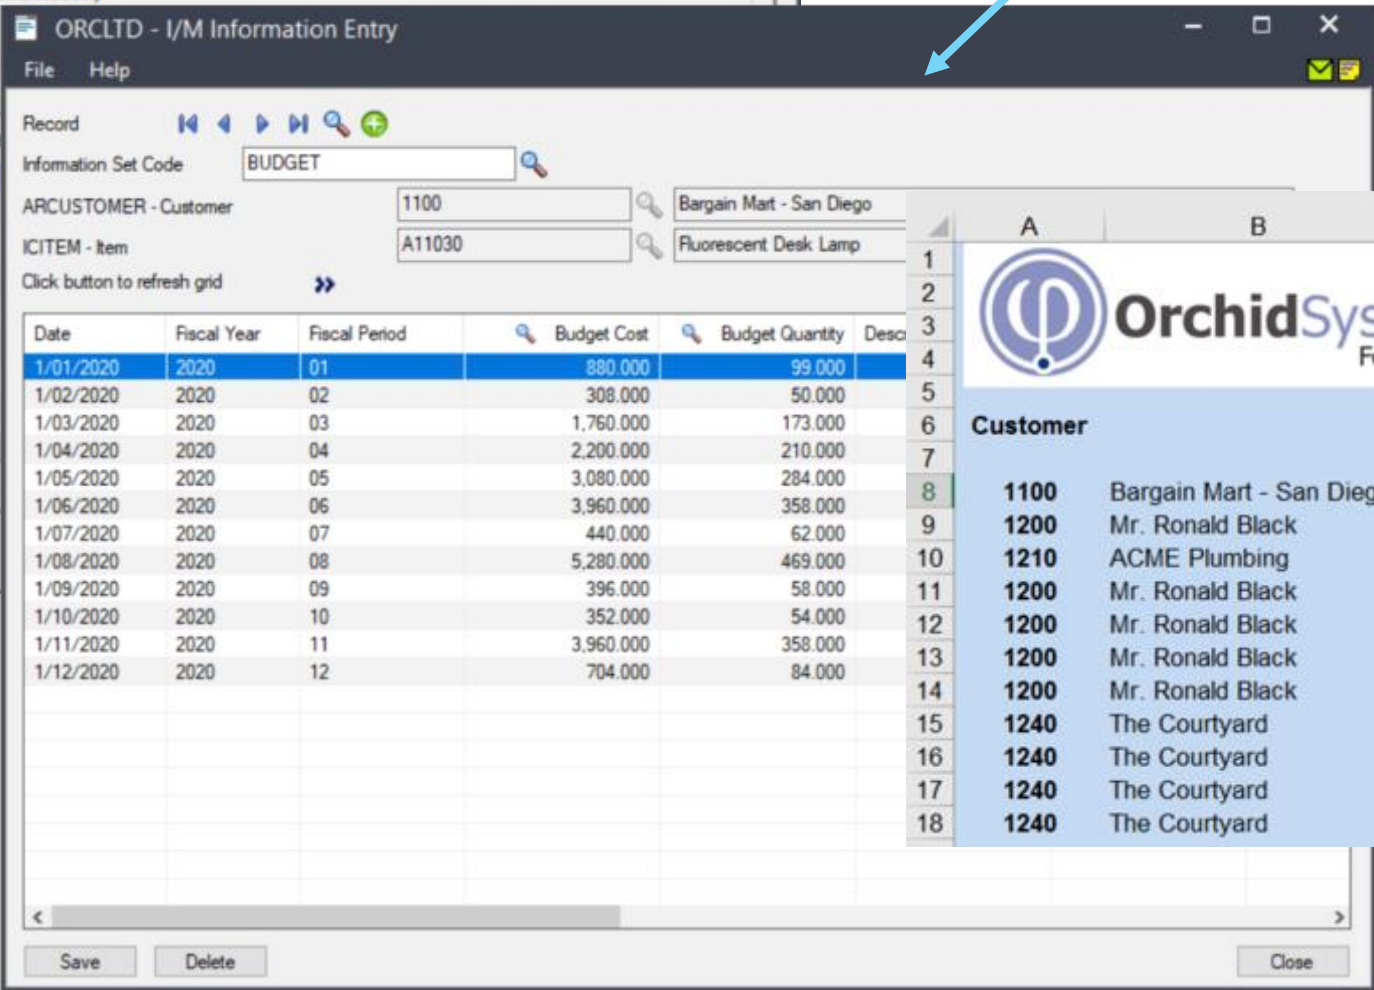 ORCLTD - I/M Information Entry
File Help
Record
Information Set Code BUDGET
ARCUSTOMER - Customer 1100 Bargain Mart - San Diego
ICITEM - Item A11030 Fluorescent Desk Lamp
Click button to refresh grid
Date Fiscal Year Fiscal Period Budget Cost Budget Quantity Desc
1/01/2020 2020 01 880.000 99.000
1/02/2020 2020 02 308.000 50.000
1/03/2020 2020 03 1,760.000 173.000
1/04/2020 2020 04 2,200.000 210.000
1/05/2020 2020 05 3,080.000 284.000
1/06/2020 2020 06 3,960.000 358.000
1/07/2020 2020 07 440.000 62.000
1/08/2020 2020 08 5,280.000 469.000
1/09/2020 2020 09 396.000 58.000
1/10/2020 2020 10 352.000 54.000
1/11/2020 2020 11 3,960.000 358.000
1/12/2020 2020 12 704.000 84.000
Save Delete Close
A B
1
2
3 OrchidSys
4 Fo
5
6 Customer
7
8 1100 Bargain Mart - San Dieg
9 1200 Mr. Ronald Black
10 1210 ACME Plumbing
11 1200 Mr. Ronald Black
12 1200 Mr. Ronald Black
13 1200 Mr. Ronald Black
14 1200 Mr. Ronald Black
15 1240 The Courtyard
16 1240 The Courtyard
17 1240 The Courtyard
18 1240 The Courtyard